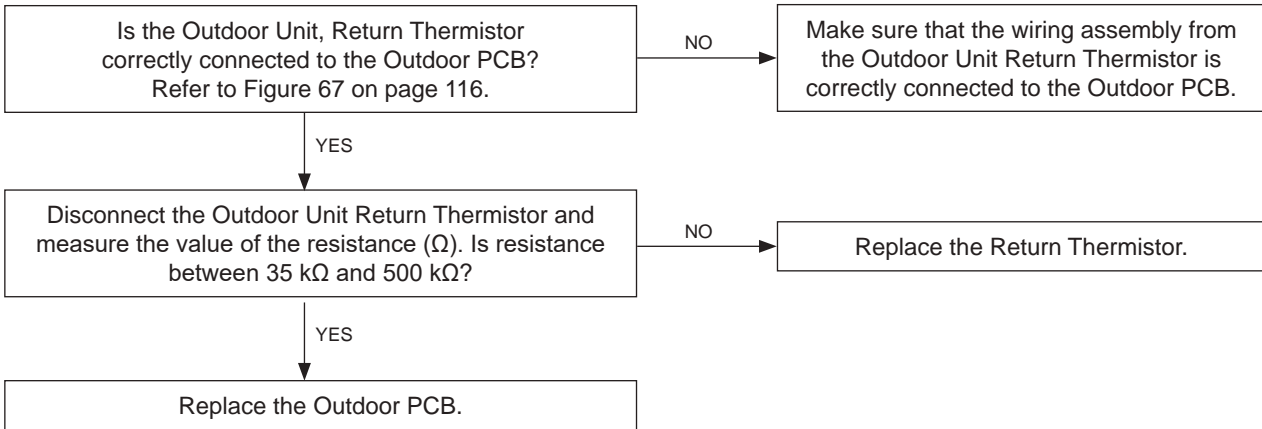 Is the Outdoor Unit, Return Thermistor
correctly connected to the Outdoor PCB?
Refer to Figure 67 on page 116.
NO
Make sure that the wiring assembly from
the Outdoor Unit Return Thermistor is
correctly connected to the Outdoor PCB.
YES
Disconnect the Outdoor Unit Return Thermistor and
measure the value of the resistance (Ω). Is resistance
between 35 kΩ and 500 kΩ?
NO
Replace the Return Thermistor.
YES
Replace the Outdoor PCB.